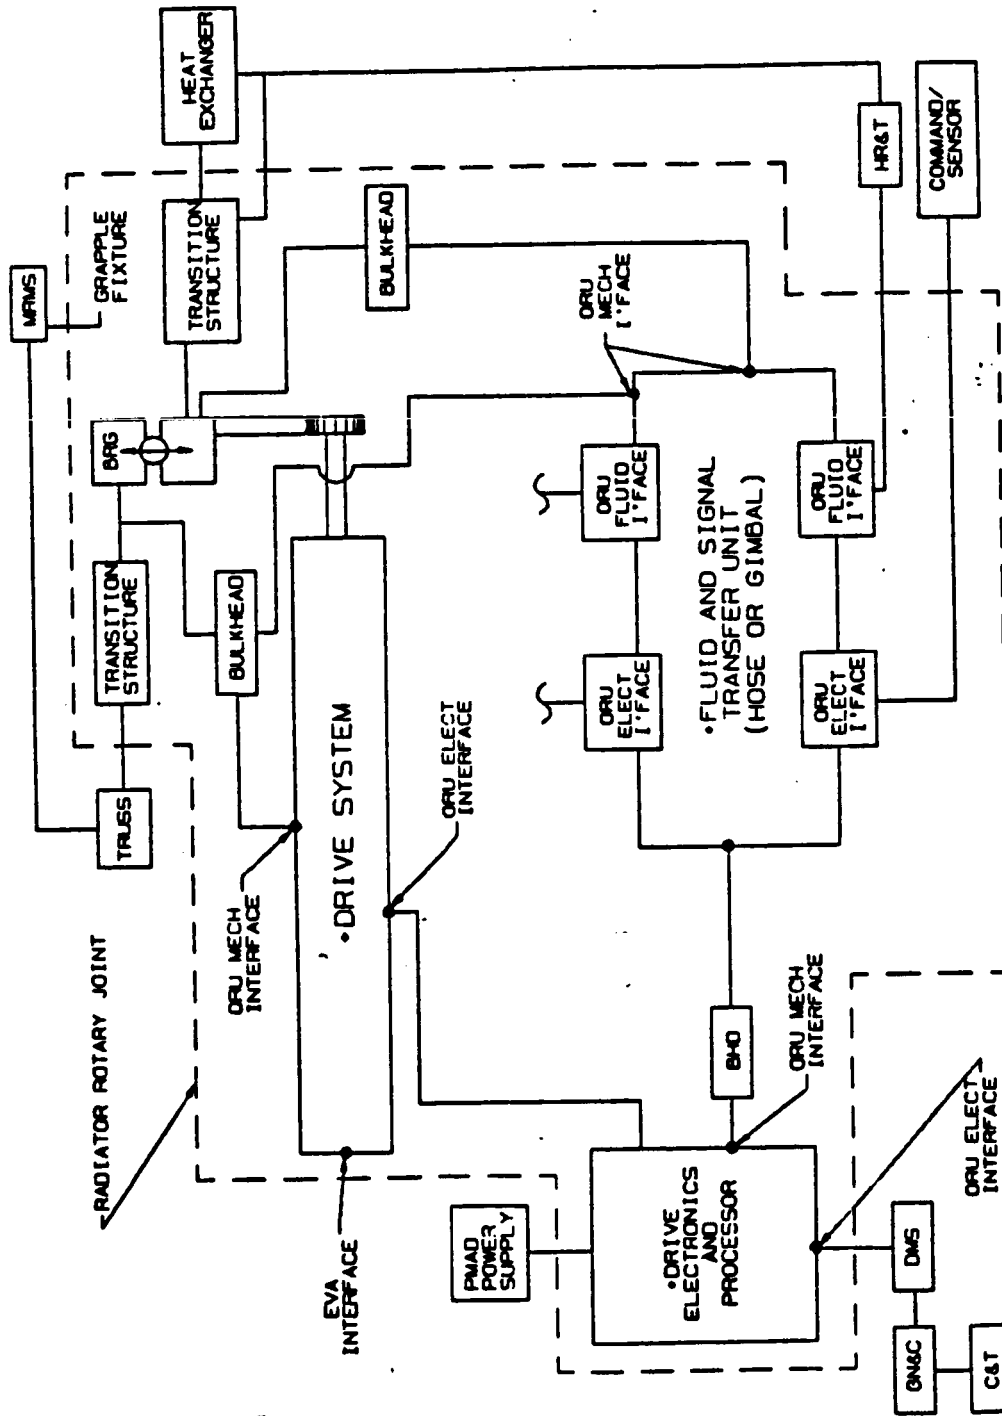 RADIATOR ROTARY JOINT
MRMS
GRAPPLE
FIXTURE
TRUSS
TRANSITION
STRUCTURE
BRG
TRANSITION
STRUCTURE
HEAT
EXCHANGER
BULKHEAD
BULKHEAD
ORU MECH
INTERFACE
EVA
INTERFACE
•DRIVE SYSTEM
ORU ELECT
INTERFACE
PMAD
POWER
SUPPLY
•DRIVE
ELECTRONICS
AND
PROCESSOR
BHD
ORU MECH
INTERFACE
ORU
ELECT
I'FACE
ORU
FLUID
I'FACE
ORU
MECH
I'FACE
•FLUID AND SIGNAL
TRANSFER UNIT
(HOSE OR GIMBAL)
ORU
ELECT
I'FACE
ORU
FLUID
I'FACE
HR&T
COMMAND/
SENSOR
GN&C
DMS
ORU ELECT
INTERFACE
C&T